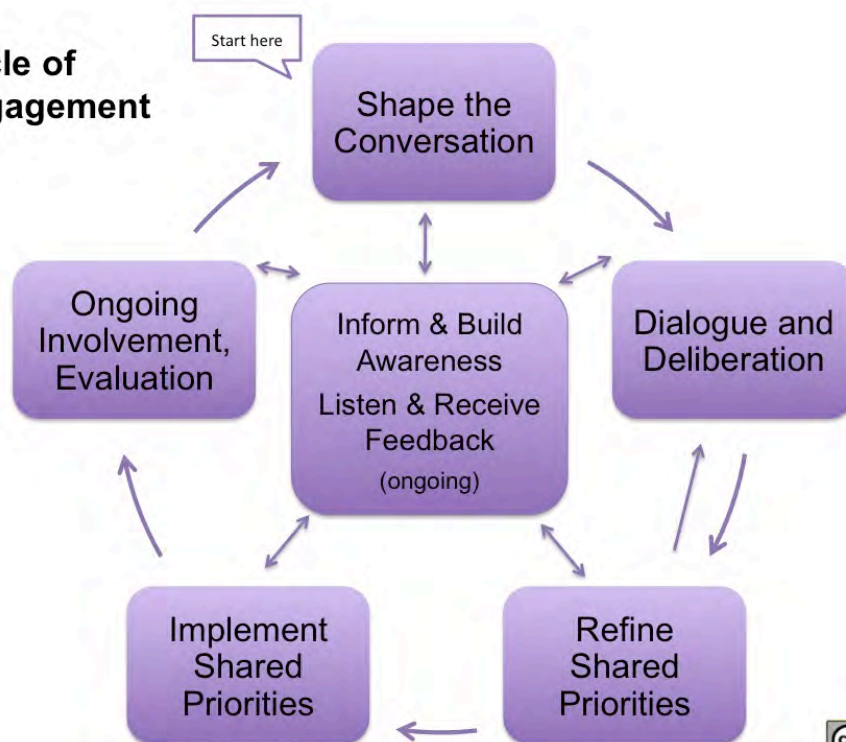 cle of
gagement
Start here
Shape the
Conversation
Dialogue and
Deliberation
Refine
Shared
Priorities
Implement
Shared
Priorities
Ongoing
Involvement,
Evaluation
Inform & Build
Awareness
Listen & Receive
Feedback
(ongoing)